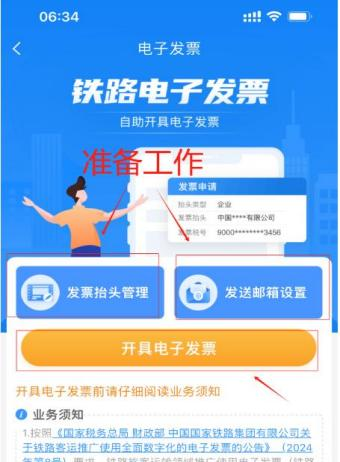 06:34
电子发票
铁路电子发票
自助开具电子发票
准备工作
发票申请
抬头类型 企业
发票抬头 中国****有限公司
发票税号 9000********3456
发票抬头管理
发送邮箱设置
开具电子发票
开具电子发票前请仔细阅读业务须知
业务须知
1.按照《国家税务总局 财政部 中国国家铁路集团有限公司关
于铁路客运推广使用全面数字化的电子发票的公告》（2024
年第8号）要求，铁路旅客运输领域推广使用电子发票（铁路